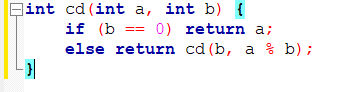 int cd(int a, int b) {
    if (b == 0) return a;
    else return cd(b, a % b);
}